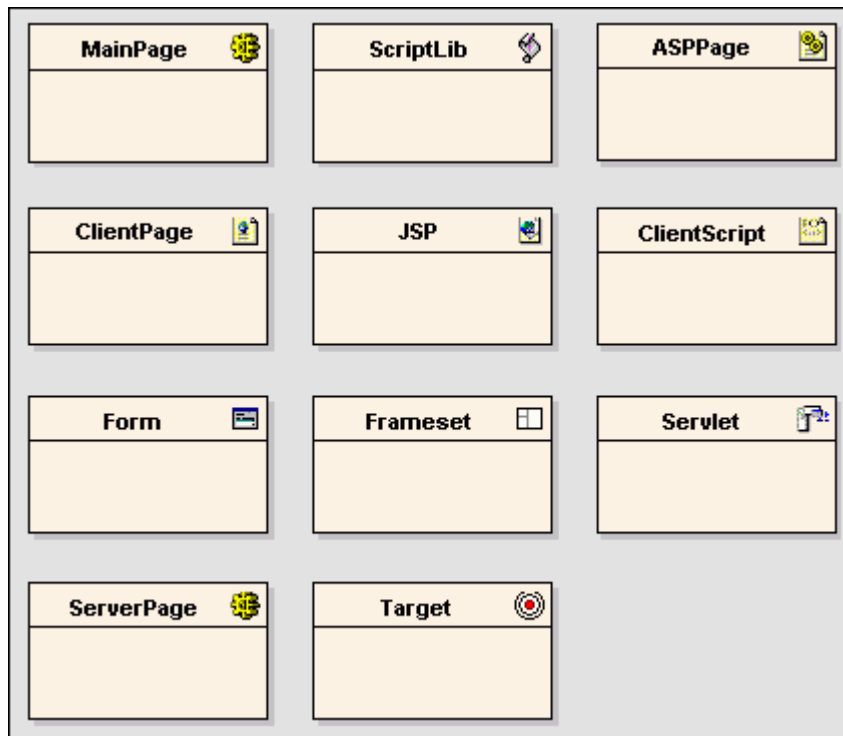 MainPage
ScriptLib
ASPPage
ClientPage
JSP
ClientScript
Form
Frameset
Servlet
ServerPage
Target